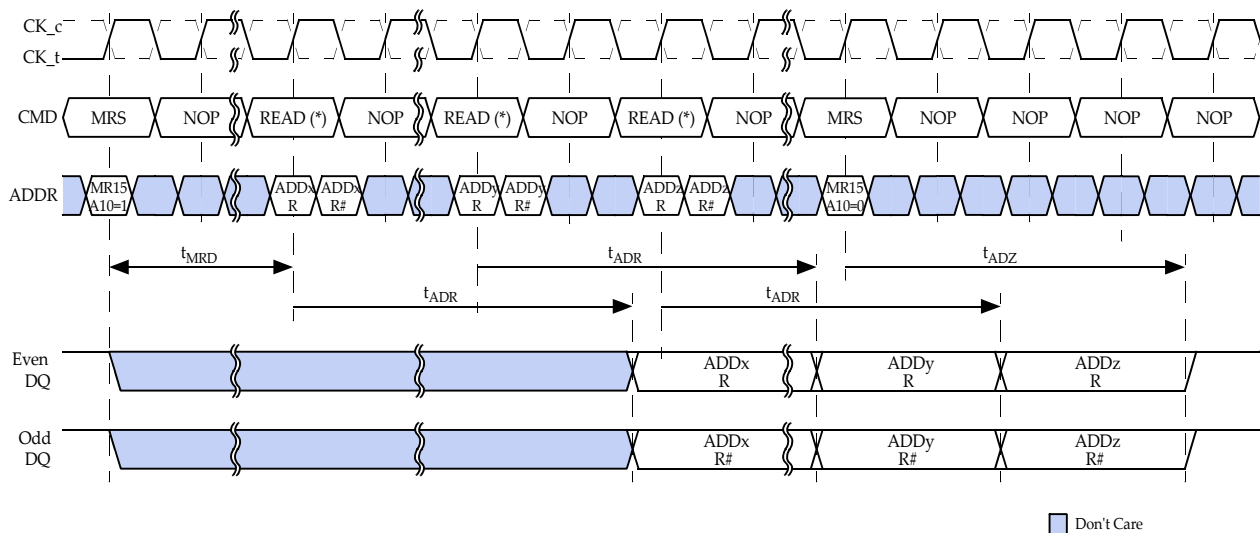 CK_c
CK_t
CMD MRS NOP READ (*) NOP READ (*) NOP READ (*) NOP MRS NOP NOP NOP NOP
ADDR MR15 ADDx ADDx ADDy ADDy ADDz ADDz MR15
A10=1 R R# R R# R R# A10=0
tMRD tADR tADZ
tADR tADR
Even ADDx ADDy ADDz
DQ R R R
Odd ADDx ADDy ADDz
DQ R# R# R#
Don't Care